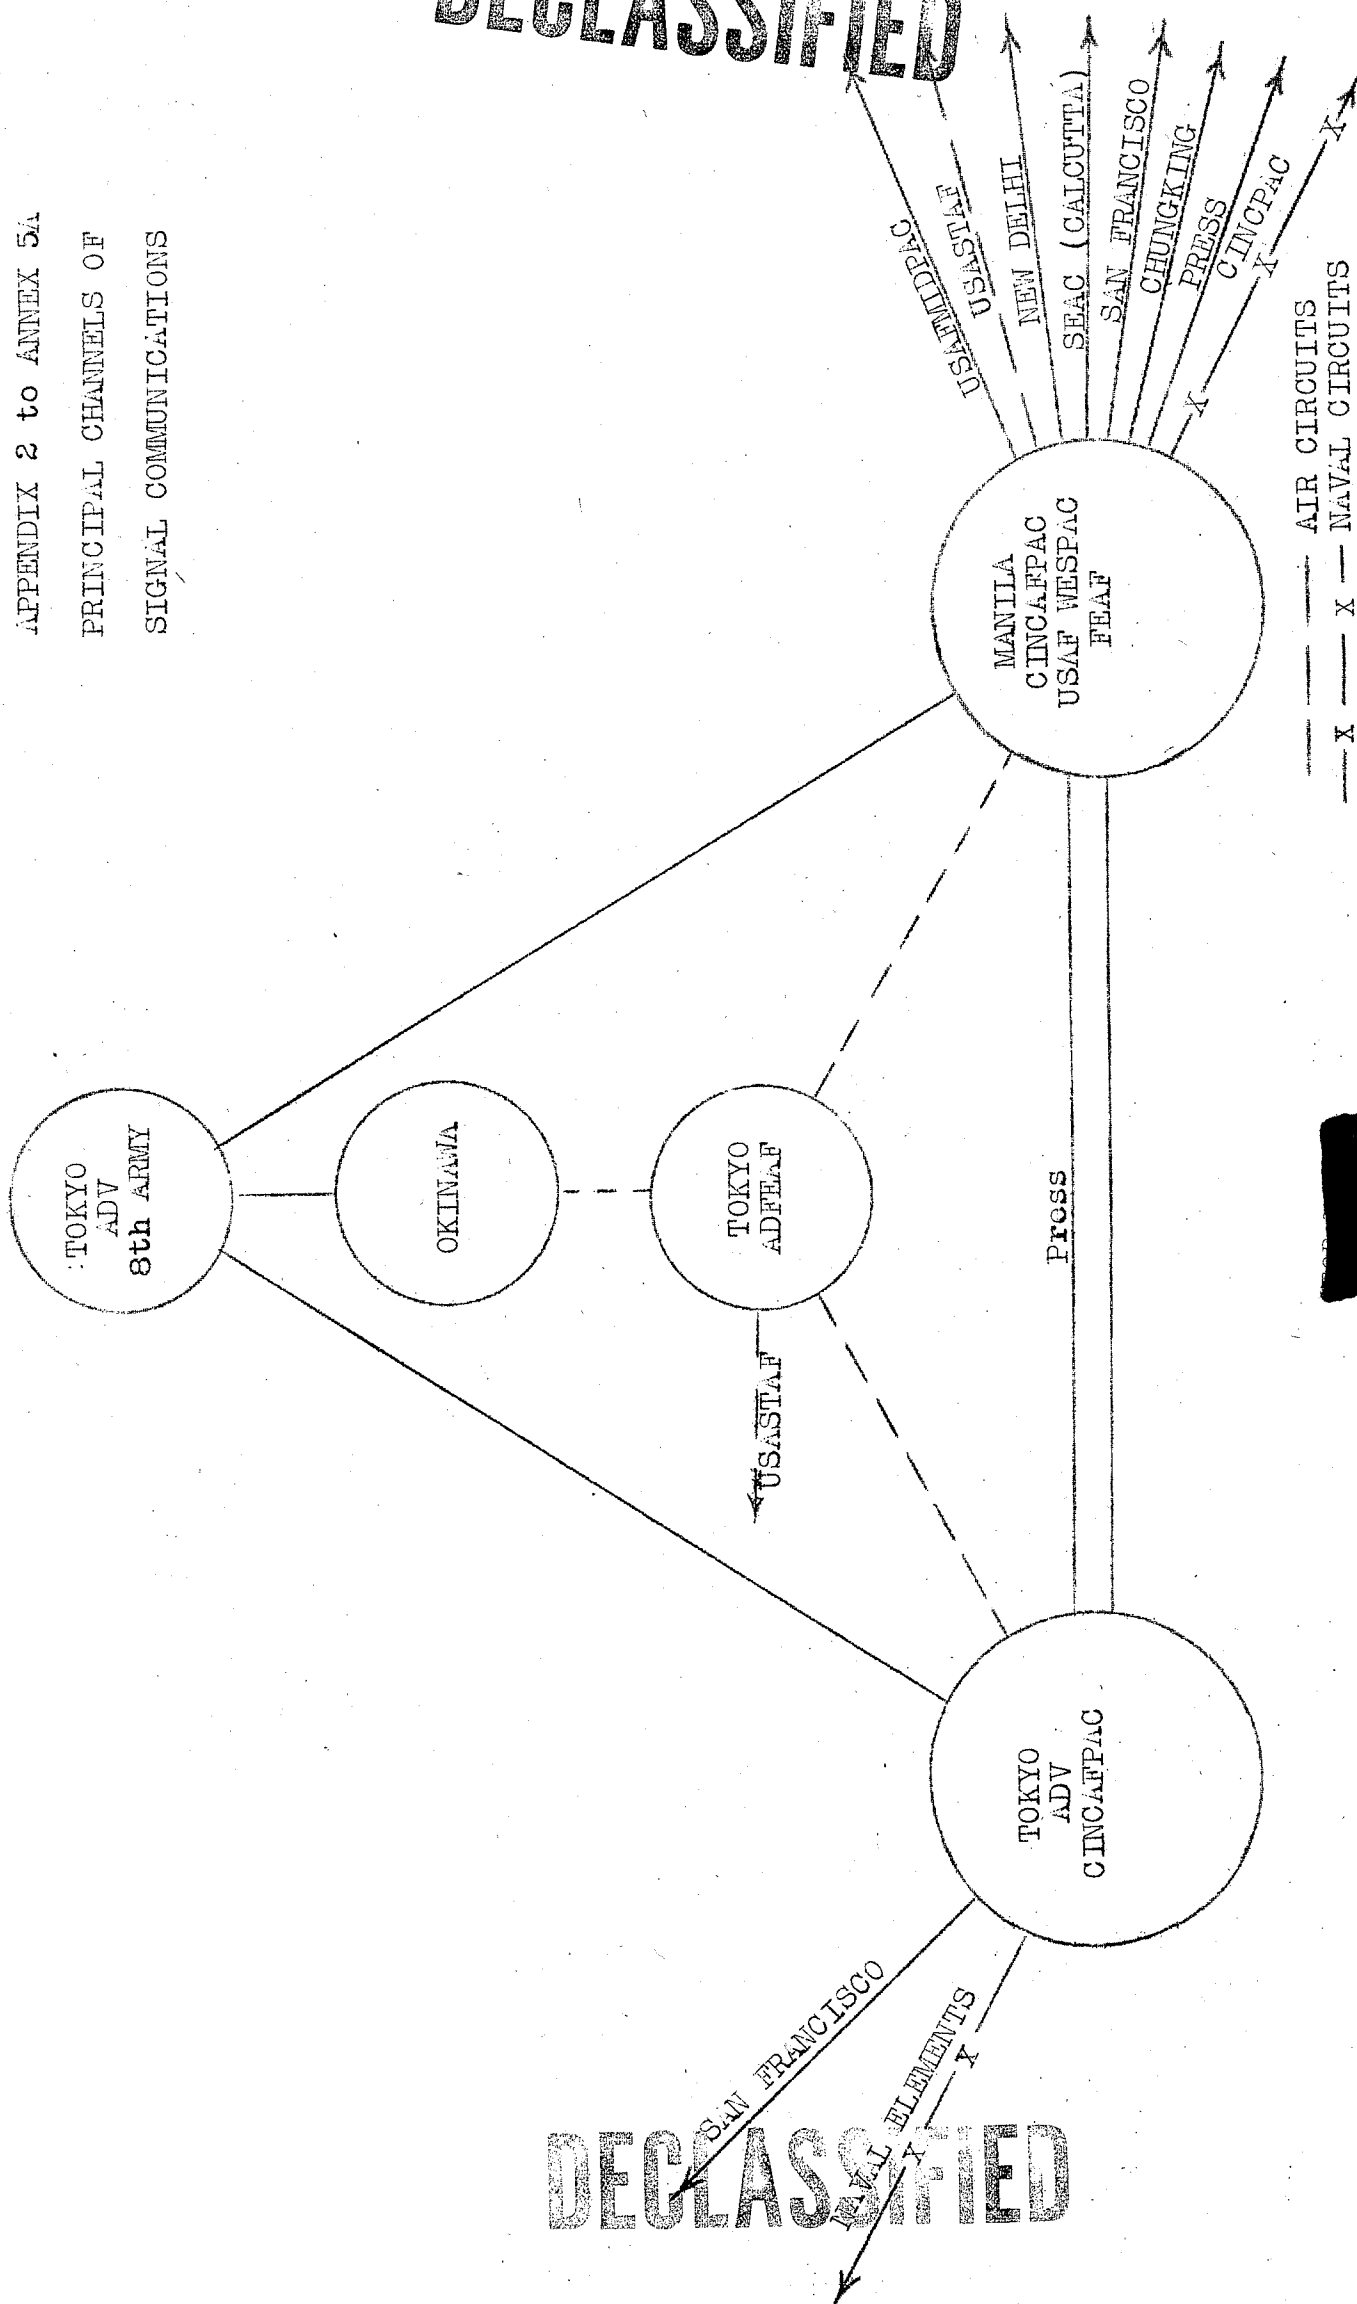 APPENDIX 2 to ANNEX 5A
PRINCIPAL CHANNELS OF
SIGNAL COMMUNICATIONS
TOKYO
ADV
8th ARMY
OKINAWA
TOKYO
ADFEAF
USASTAF
Press
TOKYO
ADV
CINCAFPAC
SAN FRANCISCO
NAVAL ELEMENTS
X
X
MANILA
CINCAFPAC
USAF WESPAC
FEAF
USAFMIDPAC
USASTAF
NEW DELHI
SEAC (CALCUTTA)
SAN FRANCISCO
CHUNGKING
PRESS
CINCPAC
X
X
X
— — — AIR CIRCUITS
—X — X — NAVAL CIRCUITS
DECLASSIFIED
DECLASSIFIED